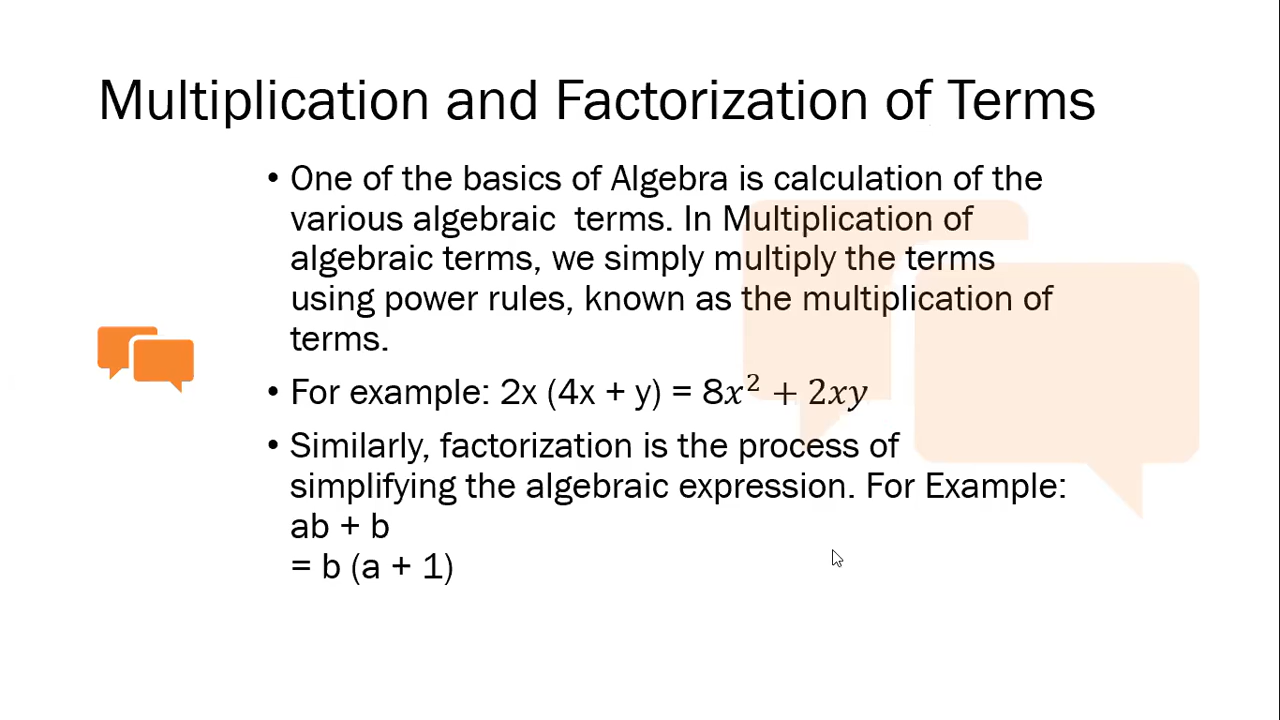 Multiplication and Factorization of Terms
• One of the basics of Algebra is calculation of the
various algebraic  terms. In Multiplication of
algebraic terms, we simply multiply the terms
using power rules, known as the multiplication of
terms.
• For example: 2x (4x + y) = 8𝑥² + 2𝑥𝑦
• Similarly, factorization is the process of
simplifying the algebraic expression. For Example:
ab + b
= b (a + 1)